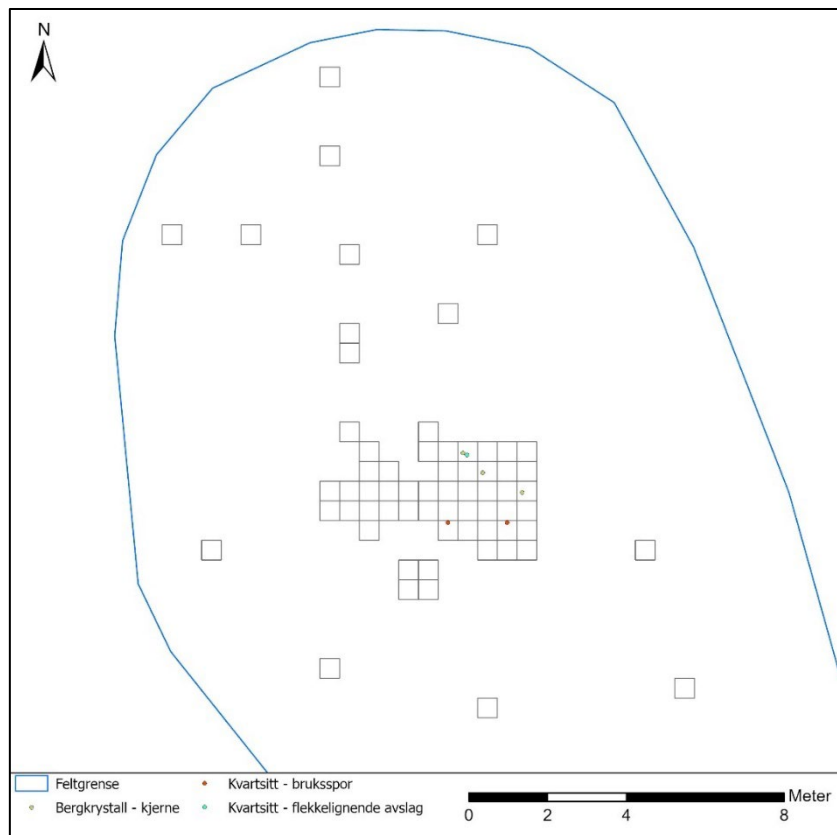 N
Feltgrense
Kvartsitt - bruksspor
Bergkrystall - kjerne
Kvartsitt - flekkelignende avslag
Meter
0 2 4 8